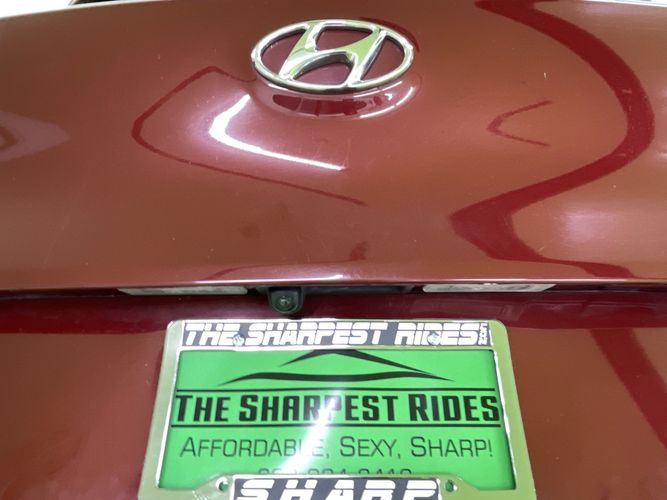 THE SHARPEST RIDES
THE SHARPEST RIDES
AFFORDABLE, SEXY, SHARP!
SHARP